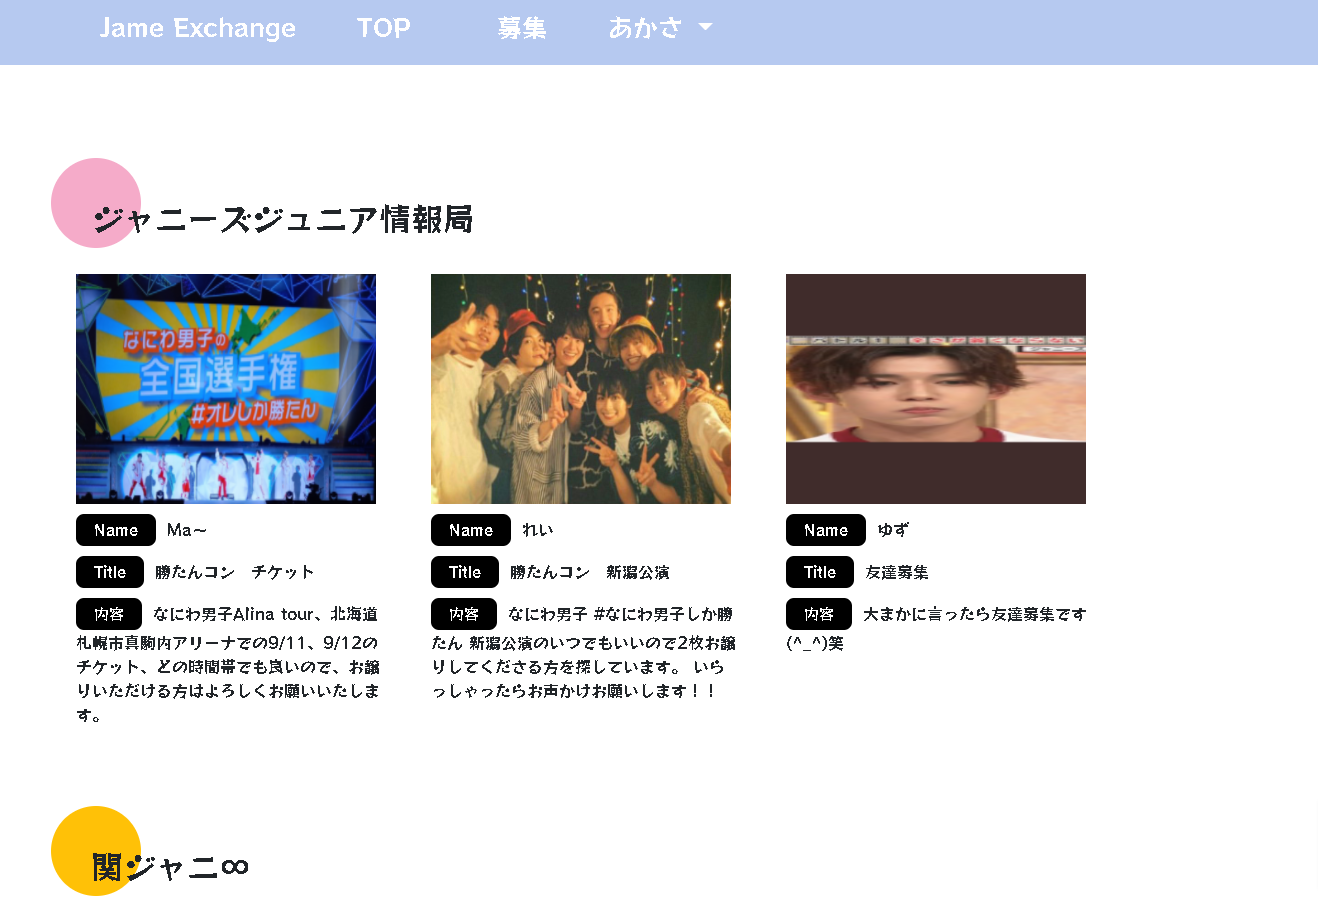 Jame Exchange TOP 募集 あかさ
ジャニーズジュニア情報局
なにわ男子の
全国選手権
#オレしか勝たん
Name Ma～
Title 勝たんコン　チケット
内容 なにわ男子Alina tour、北海道
札幌市真駒内アリーナでの9/11、9/12の
チケット、どの時間帯でも良いので、お譲
りいただける方はよろしくお願いいたしま
す。
Name れい
Title 勝たんコン　新潟公演
内容 なにわ男子 #なにわ男子しか勝
たん 新潟公演のいつでもいいので2枚お譲
りしてくださる方を探しています。 いら
っしゃったらお声かけお願いします！！
Name ゆず
Title 友達募集
内容 大まかに言ったら友達募集です
(^_^)笑
関ジャニ∞